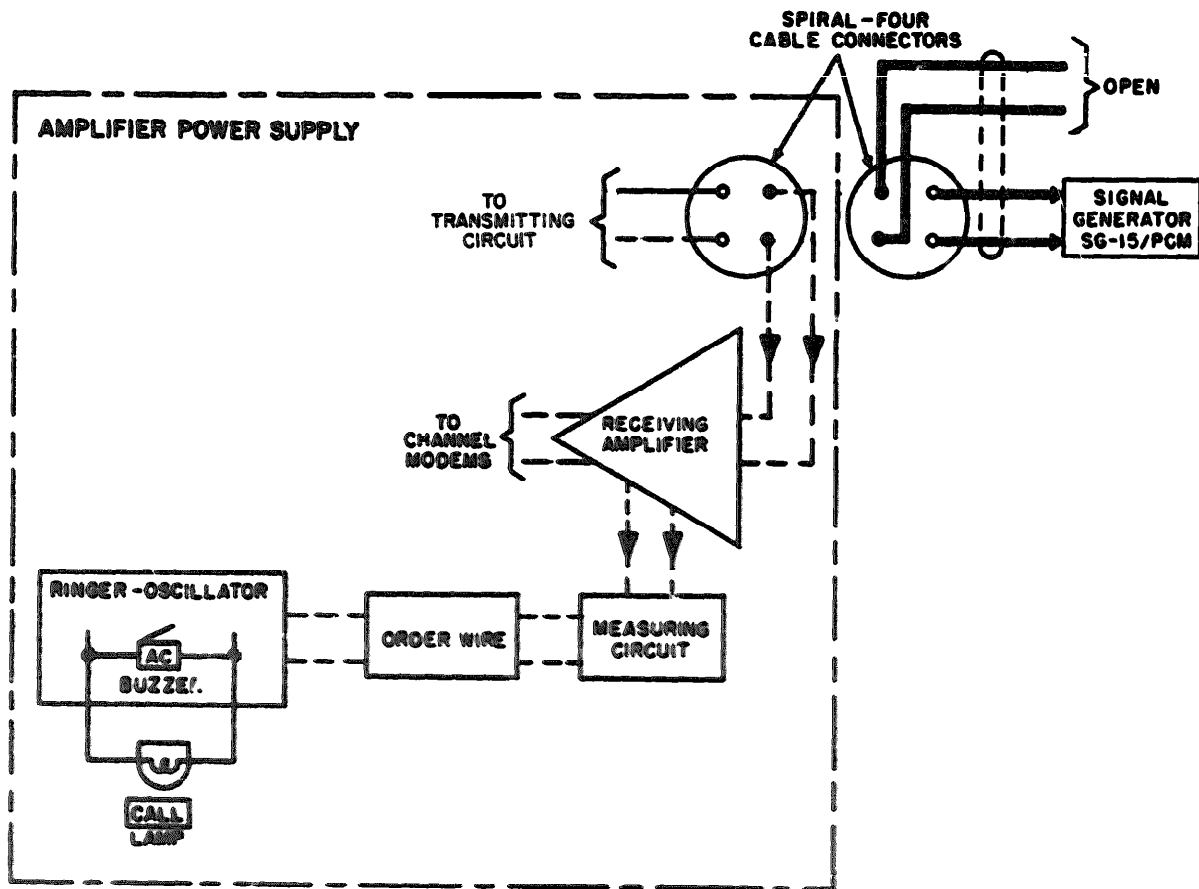 SPIRAL-FOUR
CABLE CONNECTORS
OPEN
AMPLIFIER POWER SUPPLY
TO
TRANSMITTING
CIRCUIT
SIGNAL
GENERATOR
SG-15/PCM
TO
CHANNEL
MODEMS
RECEIVING
AMPLIFIER
RINGER-OSCILLATOR
AC
BUZZER
ORDER WIRE
MEASURING
CIRCUIT
CALL
LAMP